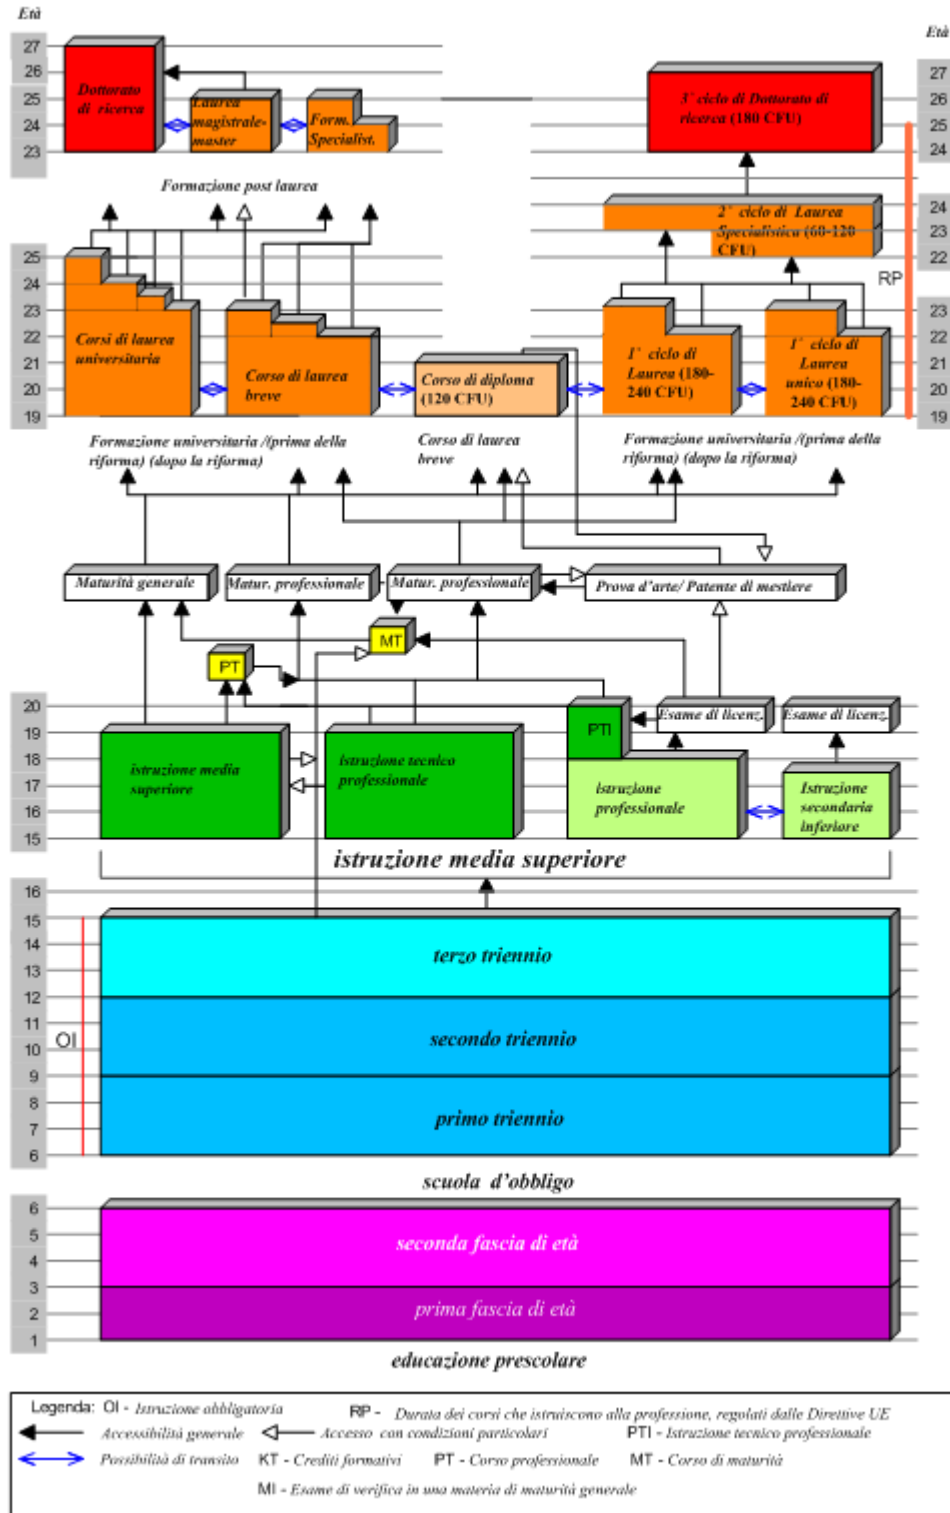 Età
Età
27
26
25
24
23
Dottorato
di ricerca
Laurea
magistrale-
master
Form.
Specialist.
3° ciclo di Dottorato di
ricerca (180 CFU)
27
26
25
24
Formazione post laurea
2° ciclo di Laurea
Specialistica (60-120
CFU)
24
23
22
RP
25
24
23
22
21
20
19
Corsi di laurea
universitaria
Corso di laurea
breve
Corso di diploma
(120 CFU)
1° ciclo di
Laurea (180-
240 CFU)
1° ciclo di
Laurea
unico (180-
240 CFU)
23
22
21
20
19
Formazione universitaria /(prima della
riforma) (dopo la riforma)
Corso di laurea
breve
Formazione universitaria /(prima della
riforma) (dopo la riforma)
Maturità generale
Matur. professionale
Matur. professionale
Prova d'arte/ Patente di mestiere
MT
PT
20
19
18
17
16
15
istruzione media
superiore
istruzione tecnico
professionale
PTI
Esame di licenz.
Esame di licenz.
istruzione
professionale
Istruzione
secondaria
inferiore
istruzione media superiore
16
15
14
13
12
11
10
9
8
7
6
OI
terzo triennio
secondo triennio
primo triennio
scuola d'obbligo
6
5
4
3
2
1
seconda fascia di età
prima fascia di età
educazione prescolare
Legenda: OI - Istruzione obbligatoria RP - Durata dei corsi che istruiscono alla professione, regolati dalle Direttive UE
Accessibilità generale Accesso con condizioni particolari PTI - Istruzione tecnico professionale
Possibilità di transito KT - Crediti formativi PT - Corso professionale MT - Corso di maturità
MI - Esame di verifica in una materia di maturità generale